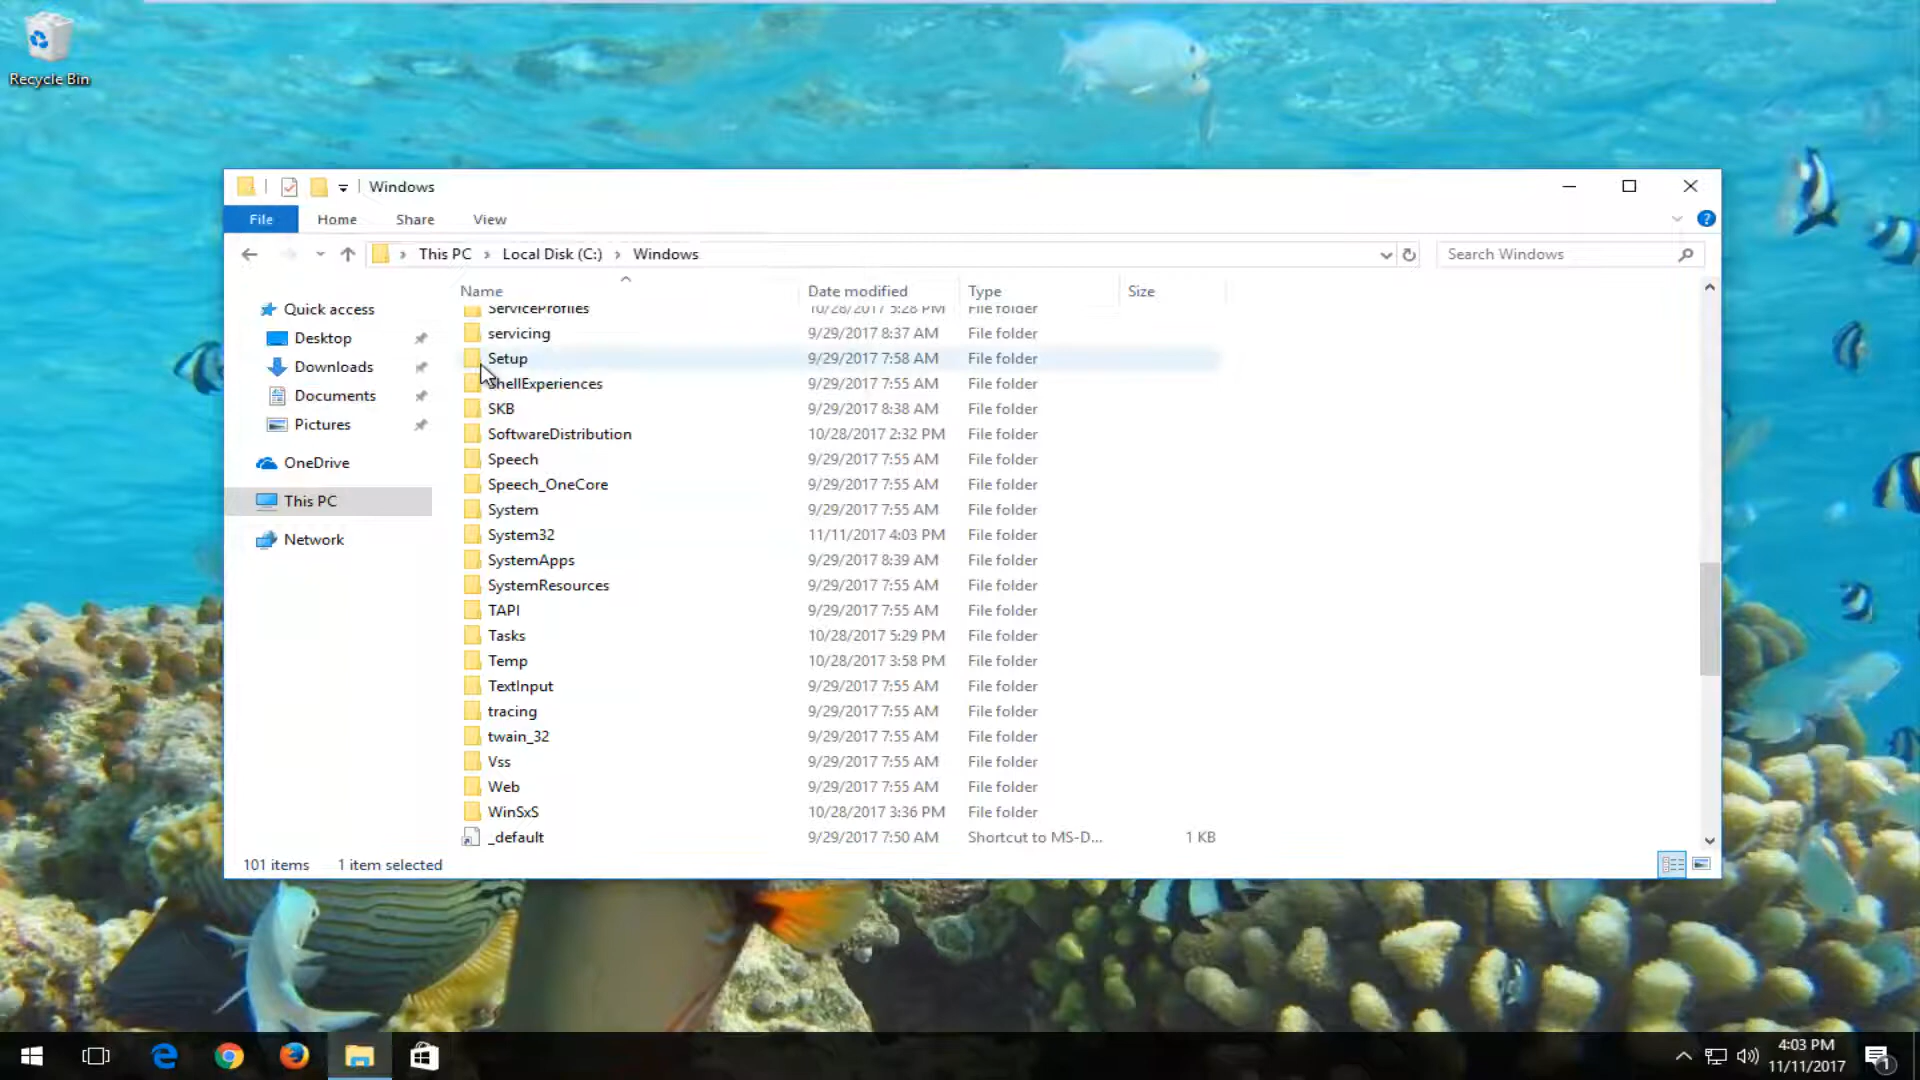 Recycle Bin
Windows
File Home Share View
This PC Local Disk (C:) Windows
Search Windows
Name Date modified Type Size
Quick access
Desktop
Downloads
Documents
Pictures
OneDrive
This PC
Network
ServiceProfiles 10/28/2017 5:28 PM File folder
servicing 9/29/2017 8:37 AM File folder
Setup 9/29/2017 7:58 AM File folder
ShellExperiences 9/29/2017 7:55 AM File folder
SKB 9/29/2017 8:38 AM File folder
SoftwareDistribution 10/28/2017 2:32 PM File folder
Speech 9/29/2017 7:55 AM File folder
Speech_OneCore 9/29/2017 7:55 AM File folder
System 9/29/2017 7:55 AM File folder
System32 11/11/2017 4:03 PM File folder
SystemApps 9/29/2017 8:39 AM File folder
SystemResources 9/29/2017 7:55 AM File folder
TAPI 9/29/2017 7:55 AM File folder
Tasks 10/28/2017 5:29 PM File folder
Temp 10/28/2017 3:58 PM File folder
TextInput 9/29/2017 7:55 AM File folder
tracing 9/29/2017 7:55 AM File folder
twain_32 9/29/2017 7:55 AM File folder
Vss 9/29/2017 7:55 AM File folder
Web 9/29/2017 7:55 AM File folder
WinSxS 10/28/2017 3:36 PM File folder
_default 9/29/2017 7:50 AM Shortcut to MS-D... 1 KB
101 items 1 item selected
4:03 PM
11/11/2017
1